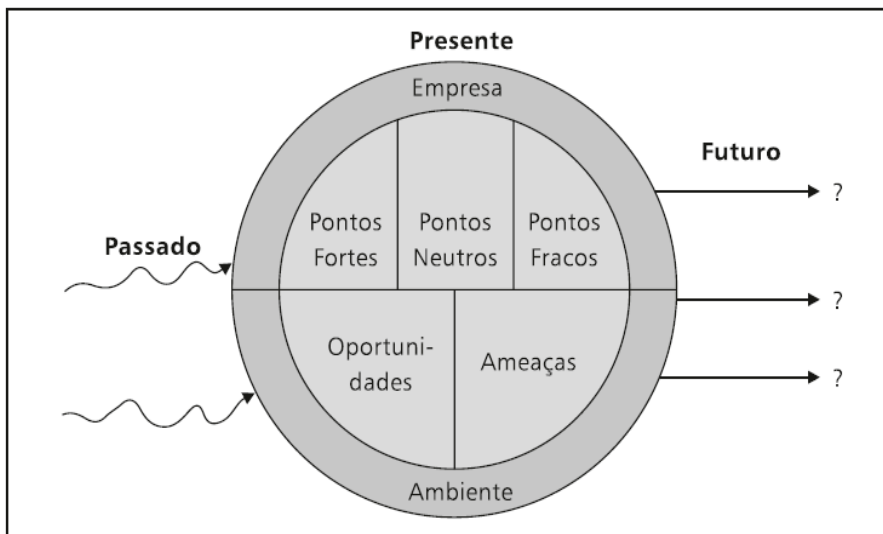 Presente
Empresa
Futuro
?
Pontos
Fortes
Pontos
Neutros
Pontos
Fracos
Passado
?
Oportuni-
dades
Ameaças
?
Ambiente